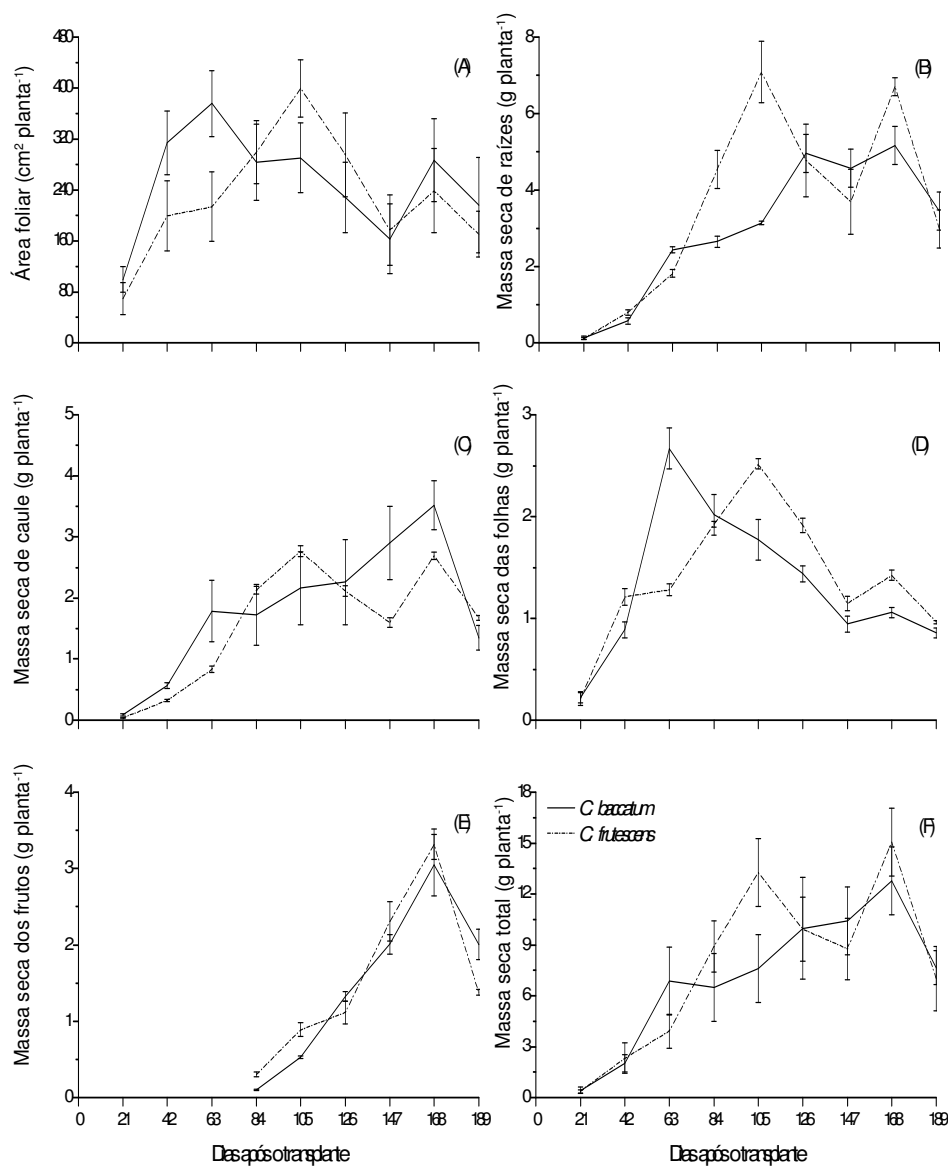 480
400
320
240
160
80
0
Área foliar (cm² planta⁻¹)
(A)
8
6
4
2
0
Massa seca de raízes (g planta⁻¹)
(B)
5
4
3
2
1
0
Massa seca de caule (g planta⁻¹)
(C)
3
2
1
0
Massa seca das folhas (g planta⁻¹)
(D)
4
3
2
1
0
Massa seca dos frutos (g planta⁻¹)
(E)
0 21 42 63 84 105 126 147 168 189
Dias após o transplante
18
15
12
9
6
3
0
Massa seca total (g planta⁻¹)
C. baccatum
C. frutescens
(F)
0 21 42 63 84 105 126 147 168 189
Dias após o transplante